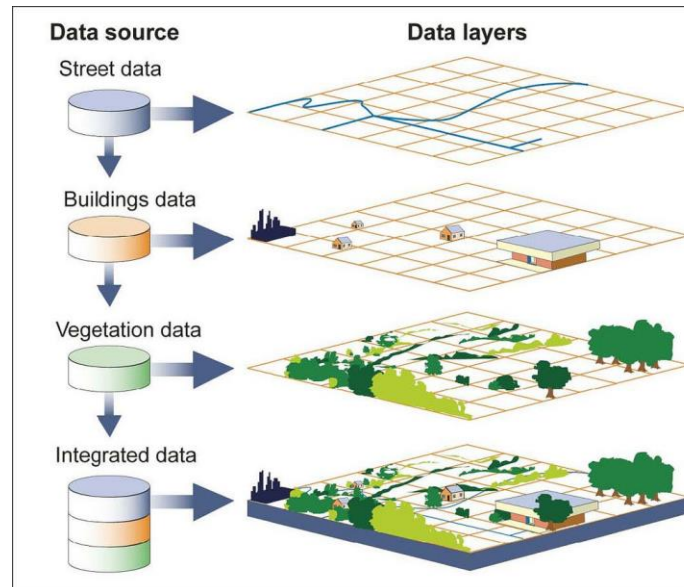 Data source
Data layers
Street data
Buildings data
Vegetation data
Integrated data